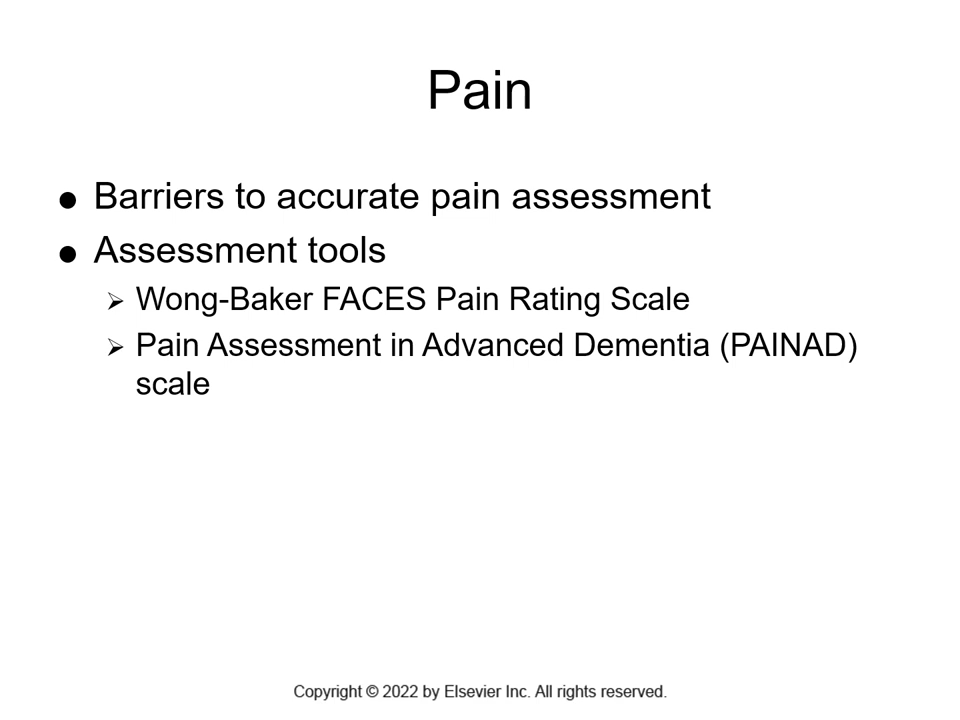 Pain
● Barriers to accurate pain assessment
● Assessment tools
➢ Wong-Baker FACES Pain Rating Scale
➢ Pain Assessment in Advanced Dementia (PAINAD)
scale
Copyright © 2022 by Elsevier Inc. All rights reserved.